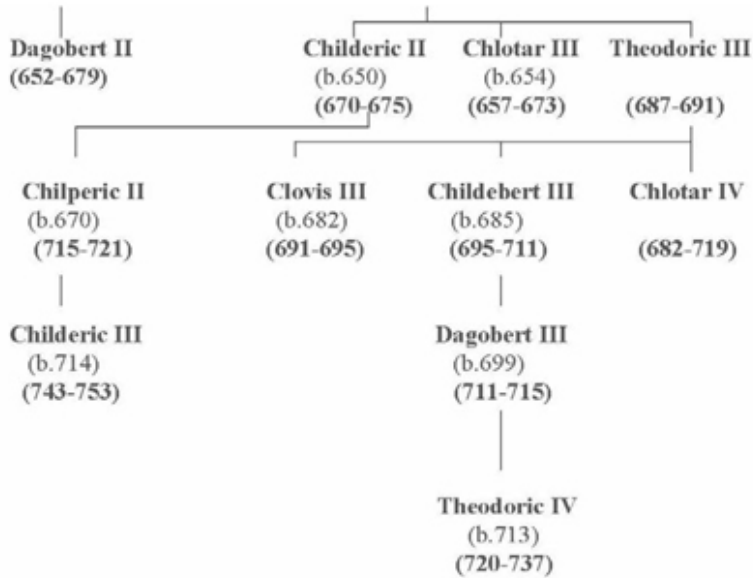 Dagobert II
(652-679)
Childeric II
(b.650)
(670-675)
Chlotar III
(b.654)
(657-673)
Theodoric III
(687-691)
Chilperic II
(b.670)
(715-721)
Clovis III
(b.682)
(691-695)
Childebert III
(b.685)
(695-711)
Chlotar IV
(682-719)
Childeric III
(b.714)
(743-753)
Dagobert III
(b.699)
(711-715)
Theodoric IV
(b.713)
(720-737)